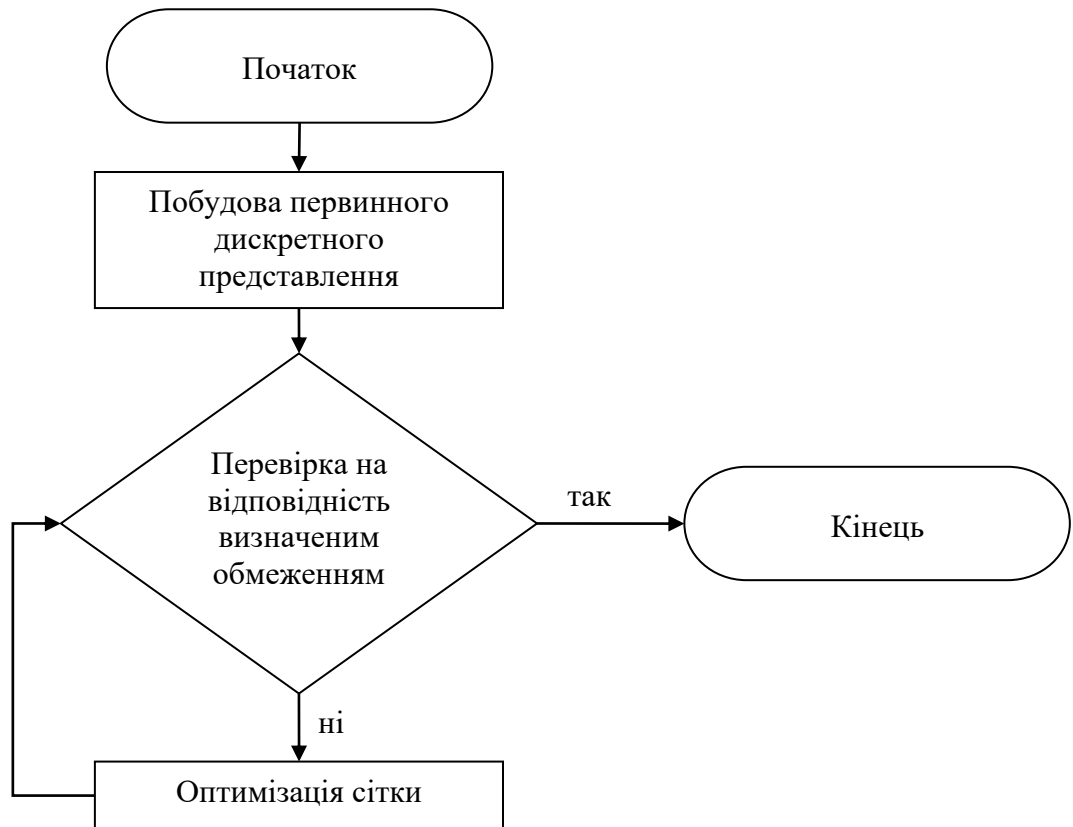 Початок
Побудова первинного
дискретного
представлення
Перевірка на
відповідність
визначеним
обмеженням
так
Кінець
ні
Оптимізація сітки